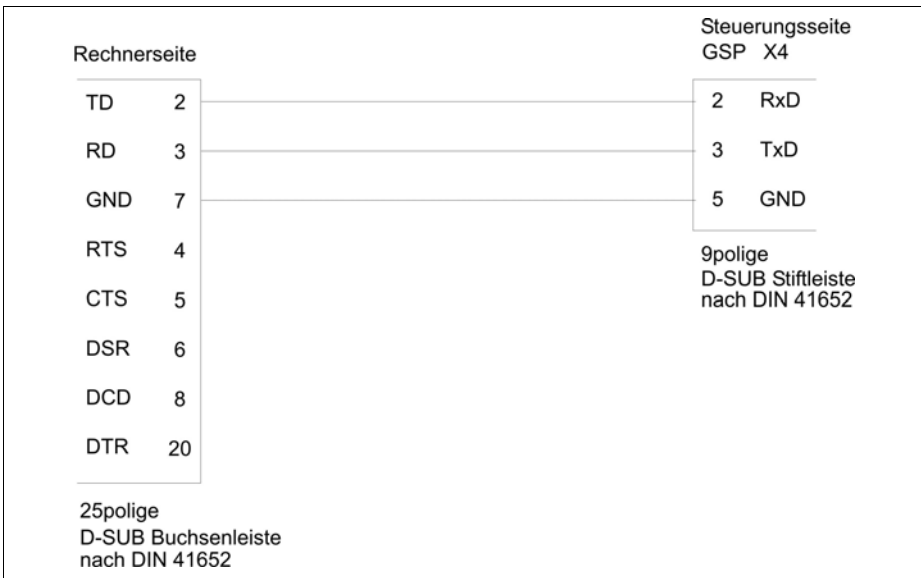 Rechnerseite
TD 2
RD 3
GND 7
RTS 4
CTS 5
DSR 6
DCD 8
DTR 20
25polige
D-SUB Buchsenleiste
nach DIN 41652
Steuerungsseite
GSP X4
2 RxD
3 TxD
5 GND
9polige
D-SUB Stiftleiste
nach DIN 41652